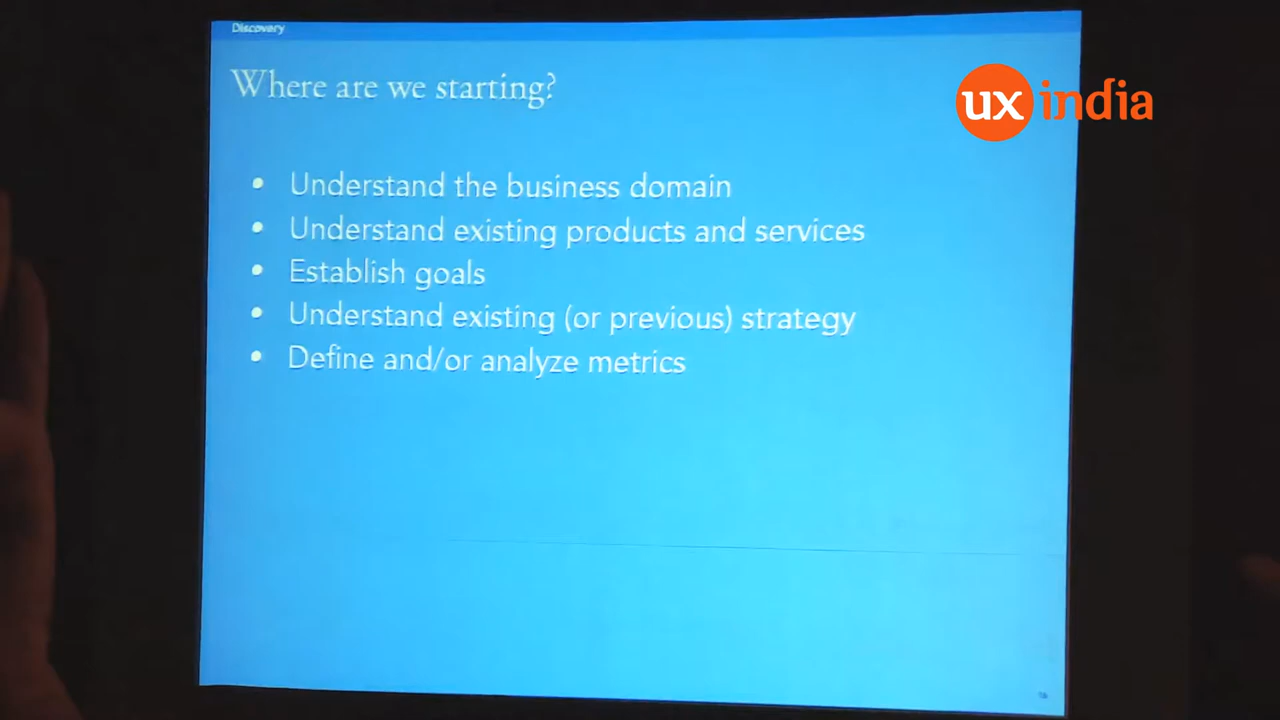 Discovery
Where are we starting?
ux india
• Understand the business domain
• Understand existing products and services
• Establish goals
• Understand existing (or previous) strategy
• Define and/or analyze metrics